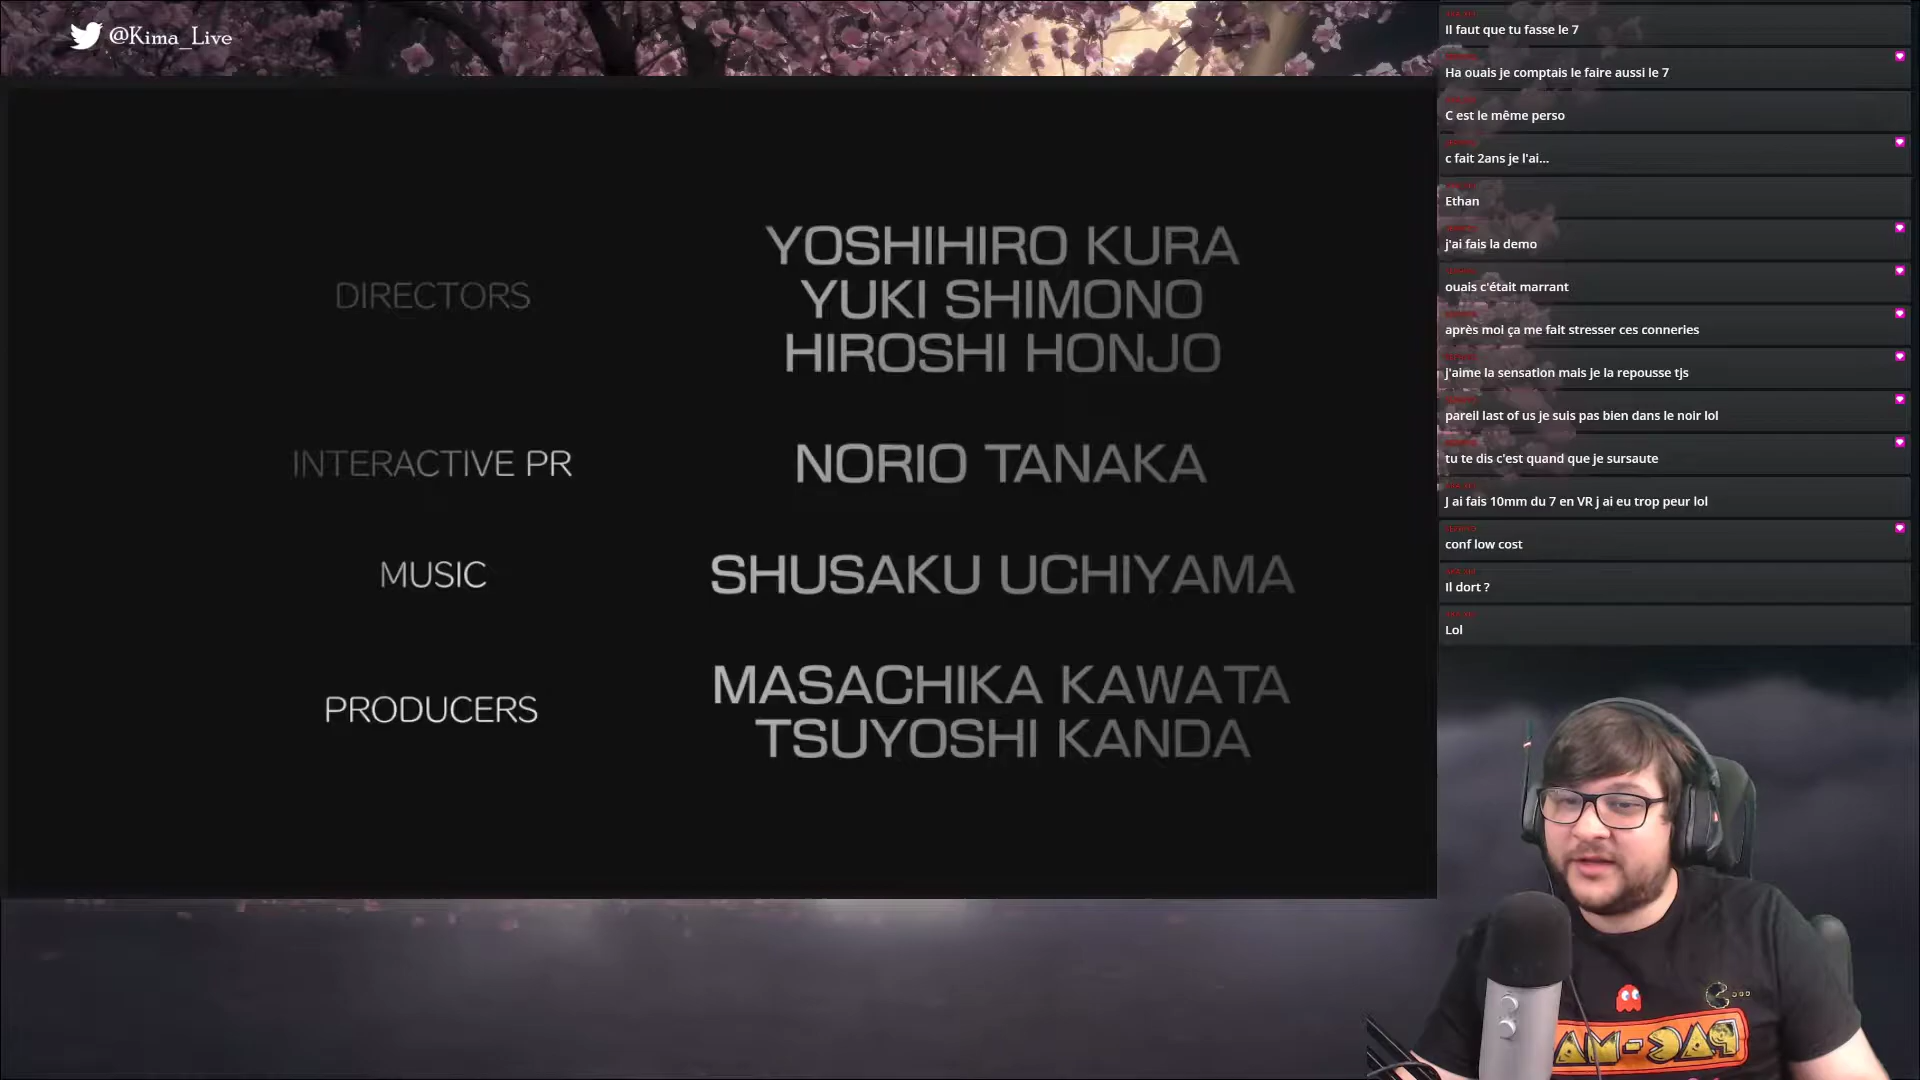 @Kima_Live
DIRECTORS
YOSHIHIRO KURA
YUKI SHIMONO
HIROSHI HONJO
INTERACTIVE PR
NORIO TANAKA
MUSIC
SHUSAKU UCHIYAMA
PRODUCERS
MASACHIKA KAWATA
TSUYOSHI KANDA
Il faut que tu fasse le 7
Ha ouais je comptais le faire aussi le 7
C est le même perso
c fait 2ans je l'ai...
Ethan
j'ai fais la demo
ouais c'était marrant
après moi ça me fait stresser ces conneries
j'aime la sensation mais je la repousse tjs
pareil last of us je suis pas bien dans le noir lol
tu te dis c'est quand que je sursaute
J ai fais 10mm du 7 en VR j ai eu trop peur lol
conf low cost
Il dort ?
Lol
PAC-MA